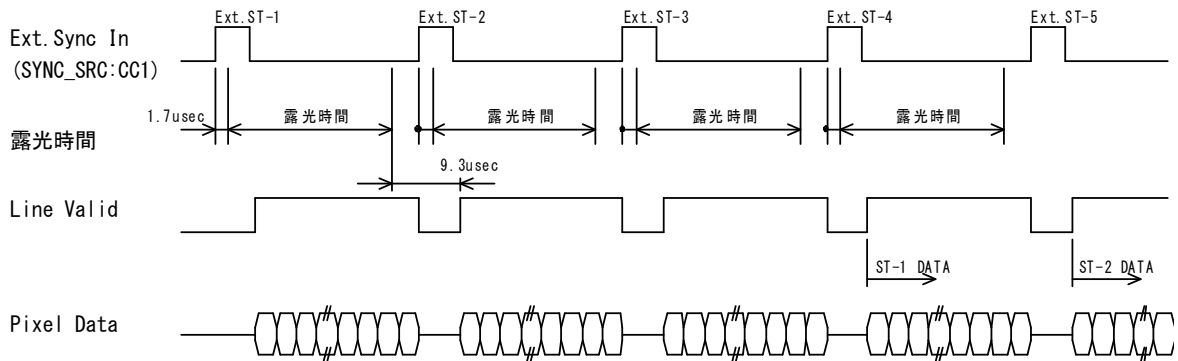 Ext.ST-1 Ext.ST-2 Ext.ST-3 Ext.ST-4 Ext.ST-5
Ext.Sync In
(SYNC_SRC:CC1)
1.7usec 露光時間 露光時間 露光時間 露光時間
露光時間
9.3usec
Line Valid
ST-1 DATA ST-2 DATA
Pixel Data